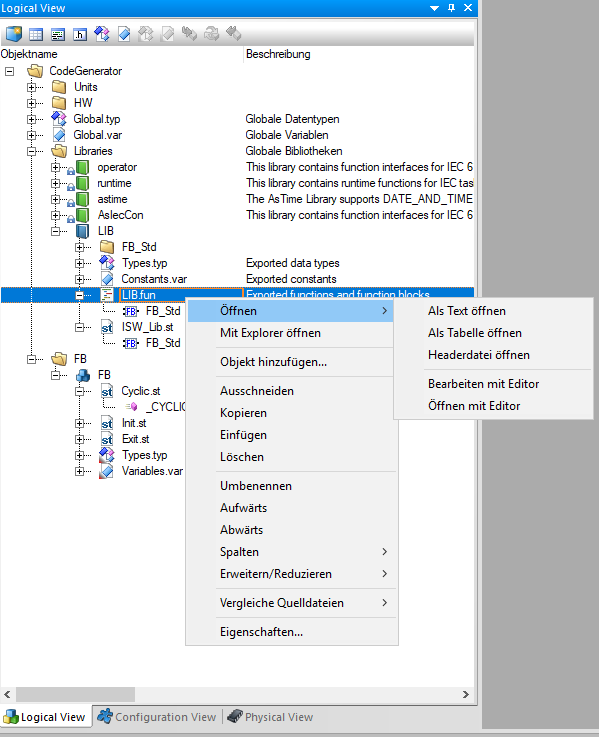 Logical View
Objektname Beschreibung
CodeGenerator
Units
HW
Global.typ Globale Datentypen
Global.var Globale Variablen
Libraries Globale Bibliotheken
operator This library contains function interfaces for IEC 6
runtime This library contains runtime functions for IEC tas
astime The AsTime Library supports DATE_AND_TIME
AsIecCon This library contains function interfaces for IEC 6
LIB
FB_Std
Types.typ Exported data types
Constants.var Exported constants
LIB.fun Exported functions and function blocks
FB_Std
ISW_Lib.st
FB_Std
FB
FB
Cyclic.st
_CYCLIC
Init.st
Exit.st
Types.typ
Variables.var
Öffnen
Mit Explorer öffnen
Objekt hinzufügen...
Ausschneiden
Kopieren
Einfügen
Löschen
Umbenennen
Aufwärts
Abwärts
Spalten
Erweitern/Reduzieren
Vergleiche Quelldateien
Eigenschaften...
Als Text öffnen
Als Tabelle öffnen
Headerdatei öffnen
Bearbeiten mit Editor
Öffnen mit Editor
Logical View Configuration View Physical View